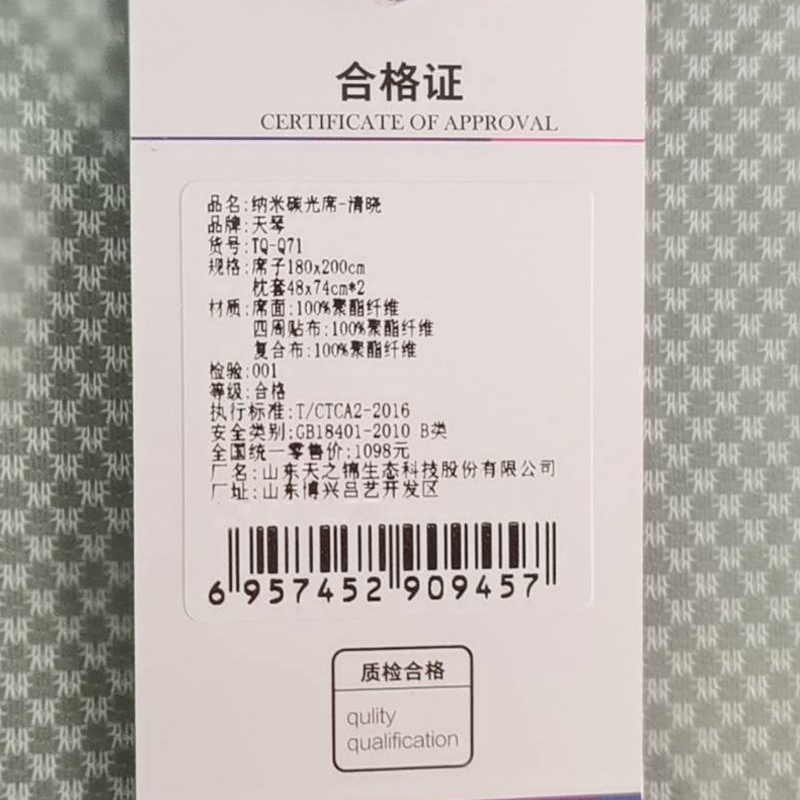 合格证
CERTIFICATE OF APPROVAL
品名:纳米碳光席-清晓
品牌:天琴
货号:TQ-Q71
规格:席子180x200cm
枕套48x74cm*2
材质:席面:100%聚酯纤维
四周贴布:100%聚酯纤维
复合布:100%聚酯纤维
检验:001
等级:合格
执行标准:T/CTCA2-2016
安全类别:GB18401-2010 B类
全国统一零售价:1098元
厂名:山东天之锦生态科技股份有限公司
厂址:山东博兴吕艺开发区
6 957452 909457
质检合格
qulity
qualification